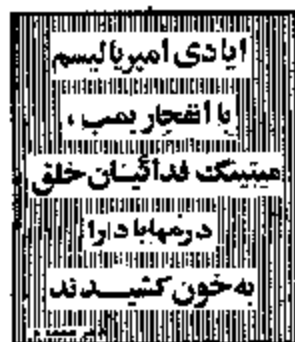 ایادی امپریالیسم
با انفجار بمب ،
میتینگ فدائیان خلق
در مهاباد را
به خون کشیدند